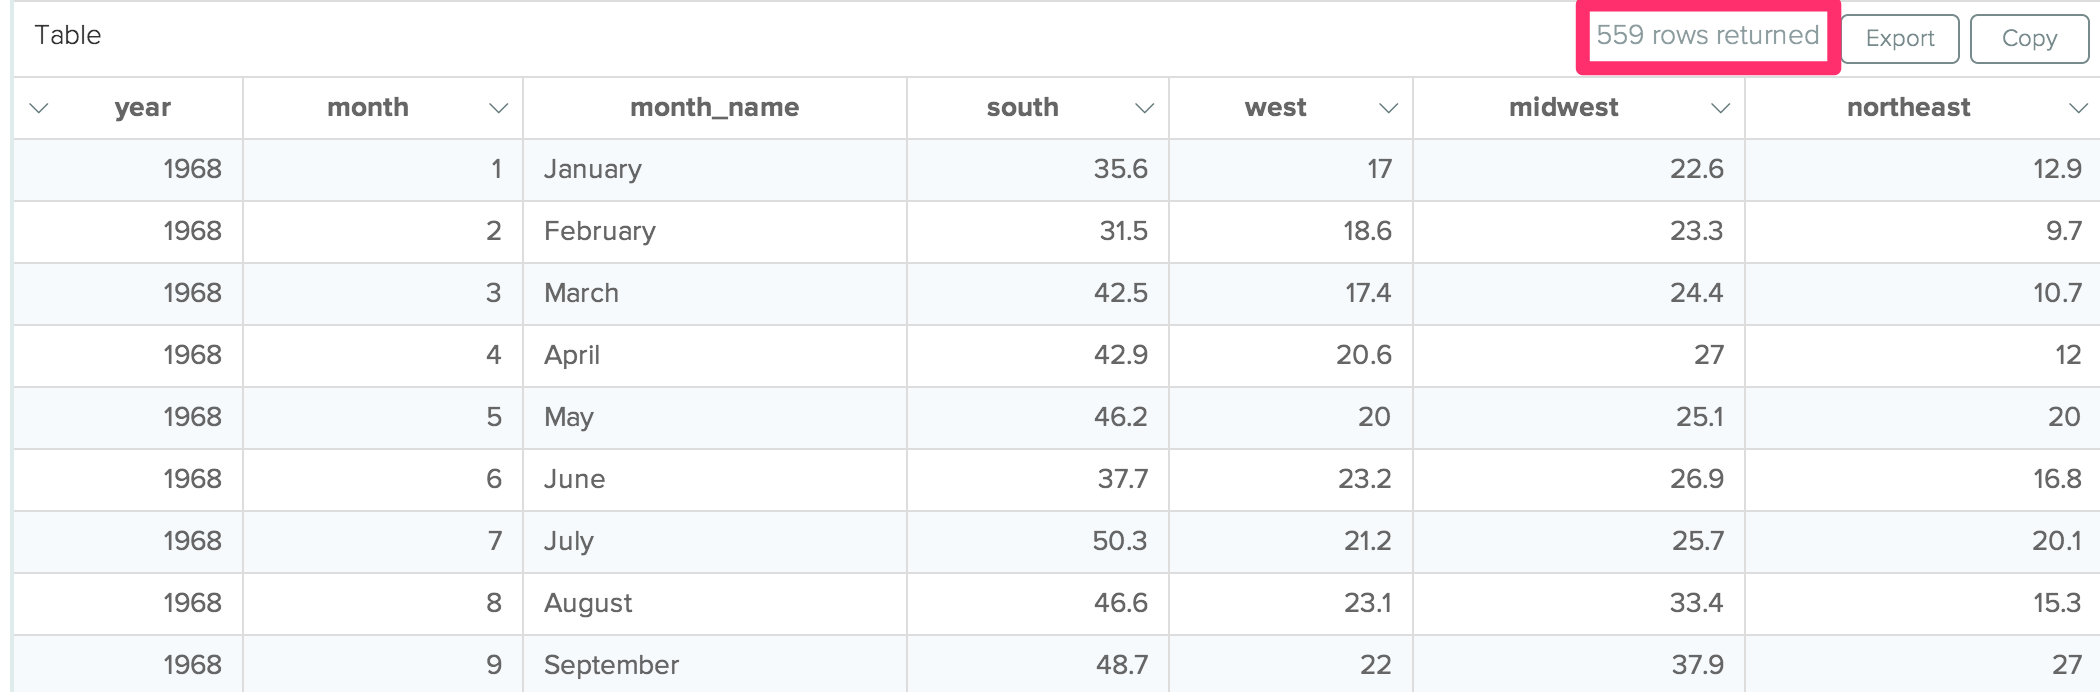 Table 559 rows returned Export Copy
year month month_name south west midwest northeast
1968 1 January 35.6 17 22.6 12.9
1968 2 February 31.5 18.6 23.3 9.7
1968 3 March 42.5 17.4 24.4 10.7
1968 4 April 42.9 20.6 27 12
1968 5 May 46.2 20 25.1 20
1968 6 June 37.7 23.2 26.9 16.8
1968 7 July 50.3 21.2 25.7 20.1
1968 8 August 46.6 23.1 33.4 15.3
1968 9 September 48.7 22 37.9 27